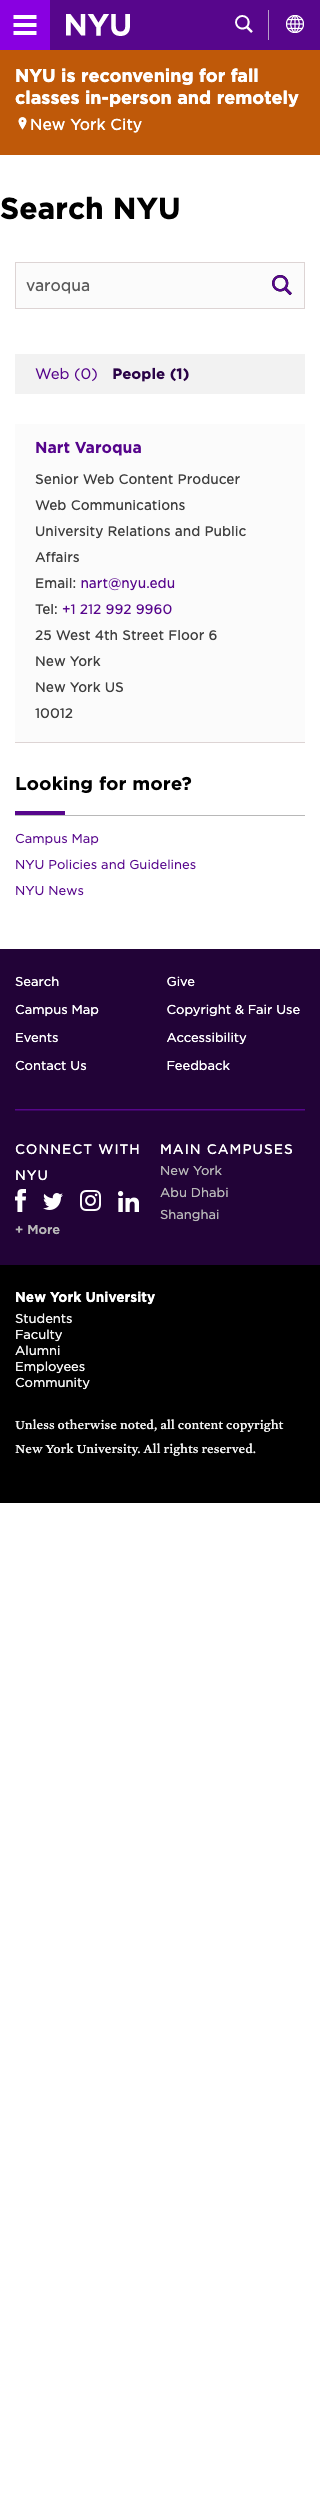 NYU
NYU is reconvening for fall
classes in-person and remotely
New York City
Search NYU
varoqua
Web (0) People (1)
Nart Varoqua
Senior Web Content Producer
Web Communications
University Relations and Public
Affairs
Email: nart@nyu.edu
Tel: +1 212 992 9960
25 West 4th Street Floor 6
New York
New York US
10012
Looking for more?
Campus Map
NYU Policies and Guidelines
NYU News
Search
Give
Campus Map
Copyright & Fair Use
Events
Accessibility
Contact Us
Feedback
CONNECT WITH
NYU
+ More
MAIN CAMPUSES
New York
Abu Dhabi
Shanghai
New York University
Students
Faculty
Alumni
Employees
Community
Unless otherwise noted, all content copyright
New York University. All rights reserved.